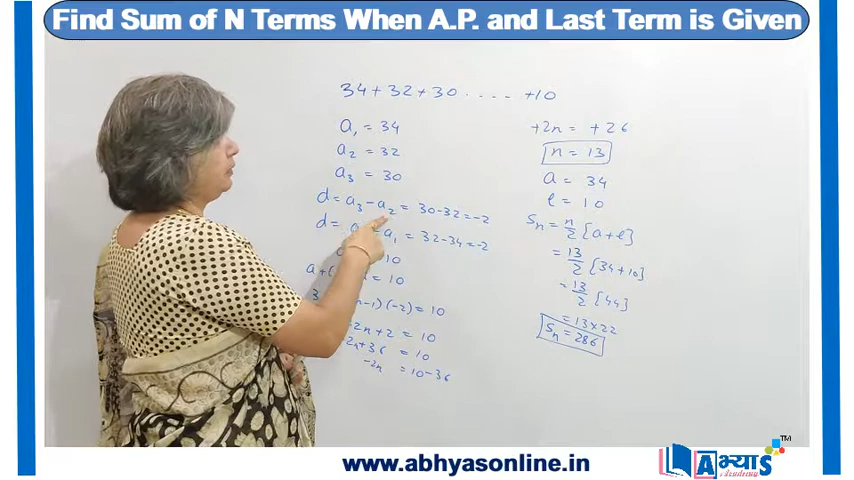 Find Sum of N Terms When A.P. and Last Term is Given
34 + 32 + 30 ..... +10
a₁ = 34
a₂ = 32
a₃ = 30
d = a₃ - a₂ = 30-32 = -2
d = a₁ = 32-34 = -2
10
a+( = 10
3 n-1)(-2) = 10
-2n+2 = 10
2n+36 = 10
-2n = 10-36
+2n = +26
n = 13
a = 34
l = 10
Sn = n/2 {a+l}
= 13/2 {34+10}
= 13/2 {44}
= 13×22
Sn = 286
www.abhyasonline.in
अभ्याS
Academy
TM